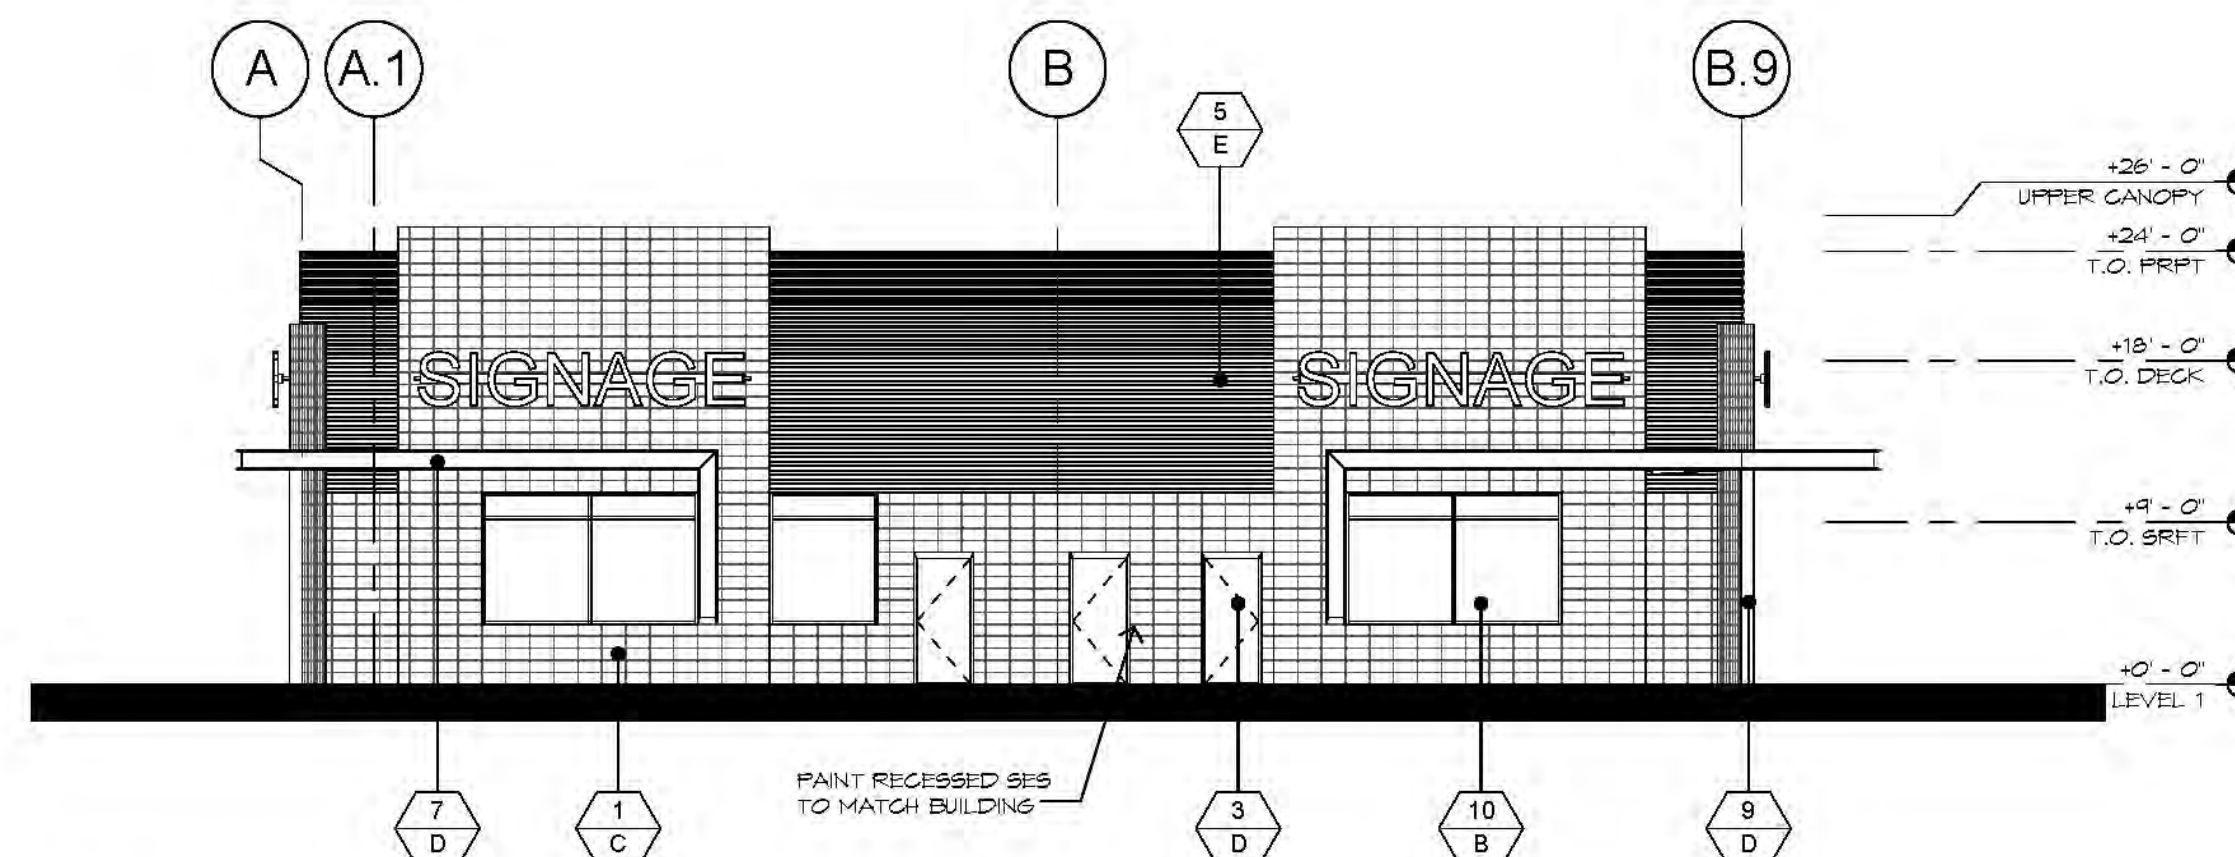 A
A.1
B
B.9
5
E
+26' - 0"
UPPER CANOPY
+24' - 0"
T.O. PRPT
SIGNAGE
SIGNAGE
+18' - 0"
T.O. DECK
+9' - 0"
T.O. SRFT
+0' - 0"
LEVEL 1
PAINT RECESSED SES
TO MATCH BUILDING
7
D
1
C
3
D
10
B
9
D